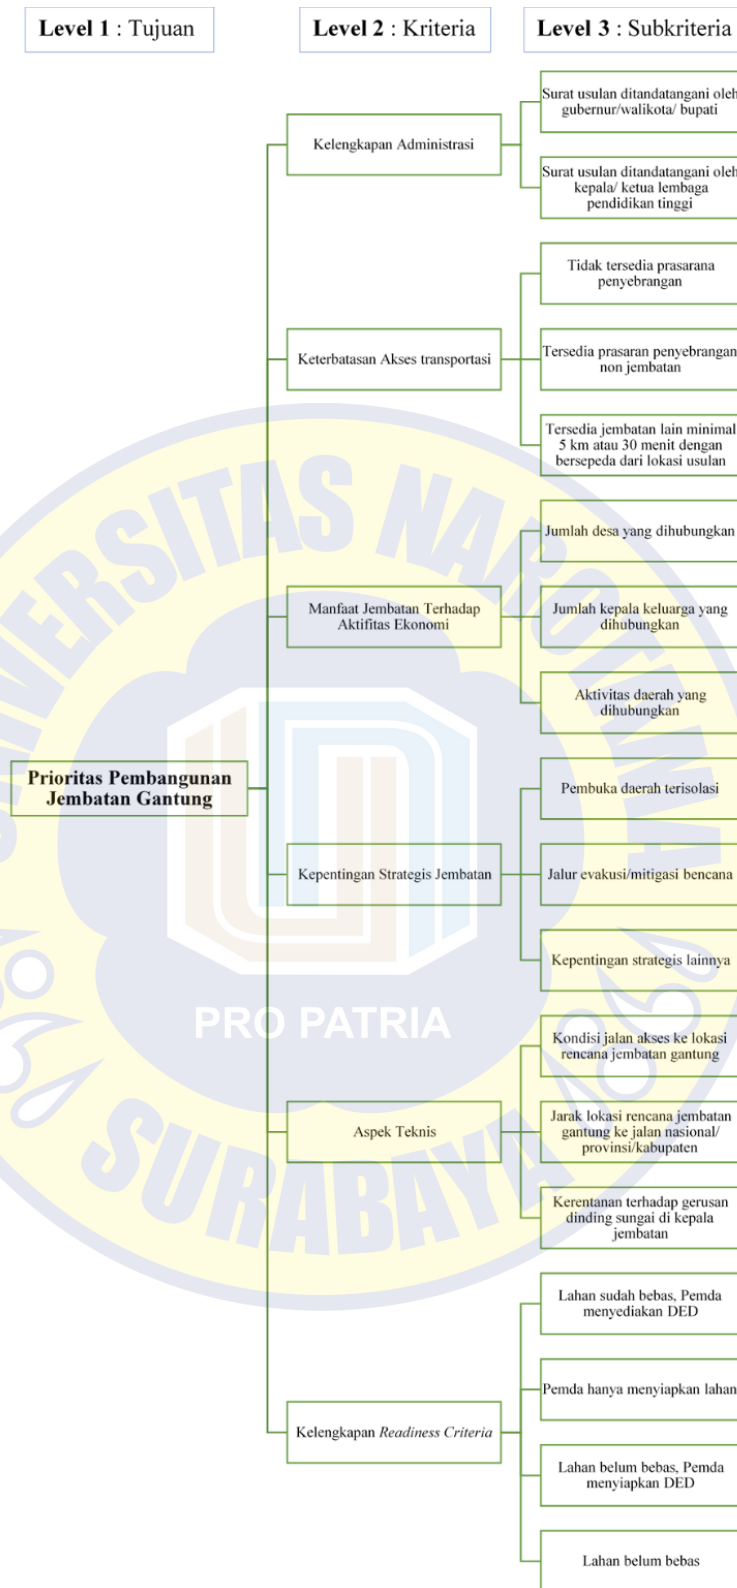 Level 1 : Tujuan
Level 2 : Kriteria
Level 3 : Subkriteria
Prioritas Pembangunan
Jembatan Gantung
Kelengkapan Administrasi
Surat usulan ditandatangani oleh
gubernur/walikota/ bupati
Surat usulan ditandatangani oleh
kepala/ ketua lembaga
pendidikan tinggi
Keterbatasan Akses transportasi
Tidak tersedia prasarana
penyebrangan
Tersedia prasaran penyebrangan
non jembatan
Tersedia jembatan lain minimal
5 km atau 30 menit dengan
bersepeda dari lokasi usulan
Manfaat Jembatan Terhadap
Aktifitas Ekonomi
Jumlah desa yang dihubungkan
Jumlah kepala keluarga yang
dihubungkan
Aktivitas daerah yang
dihubungkan
Kepentingan Strategis Jembatan
Pembuka daerah terisolasi
Jalur evakusi/mitigasi bencana
Kepentingan strategis lainnya
Aspek Teknis
Kondisi jalan akses ke lokasi
rencana jembatan gantung
Jarak lokasi rencana jembatan
gantung ke jalan nasional/
provinsi/kabupaten
Kerentanan terhadap gerusan
dinding sungai di kepala
jembatan
Kelengkapan Readiness Criteria
Lahan sudah bebas, Pemda
menyediakan DED
Pemda hanya menyiapkan lahan
Lahan belum bebas, Pemda
menyiapkan DED
Lahan belum bebas
UNIVERSITAS NAROTAMA
PRO PATRIA
SURABAYA